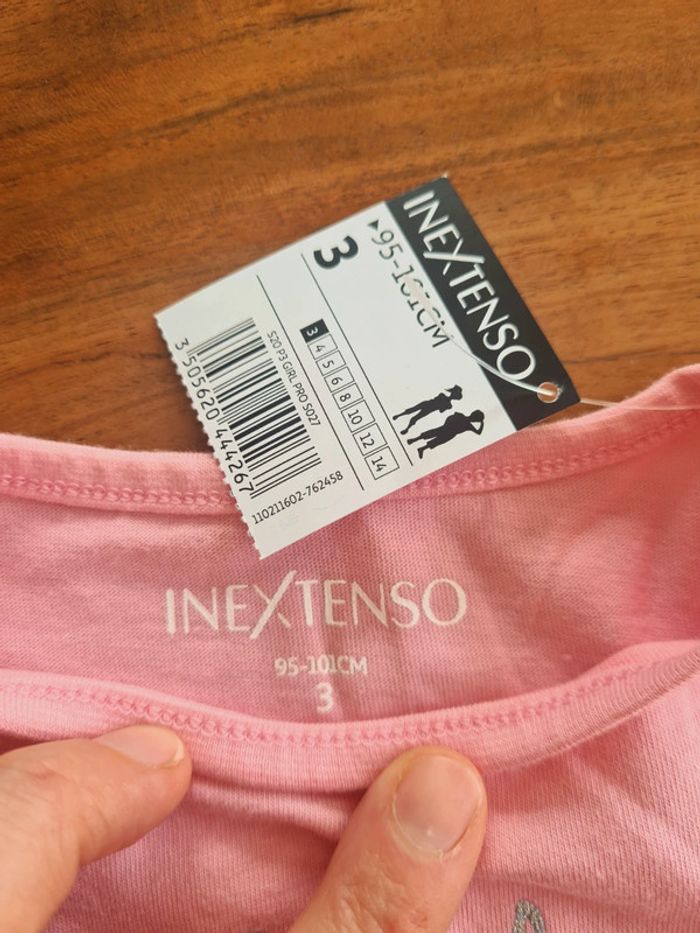 INEXTENSO
▶95-101CM
3
3 4 5 6 8 10 12 14
S20 P3 GIRL PRO S027
3 505620 444267
110211602-762458
INEXTENSO
95-101CM
3